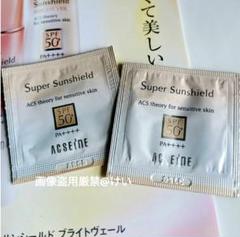 て美しい
Super Sunshield
ACS theory for sensitive skin
SPF
50+
PA++++
ACSEINE
Super Sunshield
ACS theory for sensitive skin
SPF
50+
PA++++
ACSEINE
画像盗用厳禁@けい
ンシールド ブライトヴェール